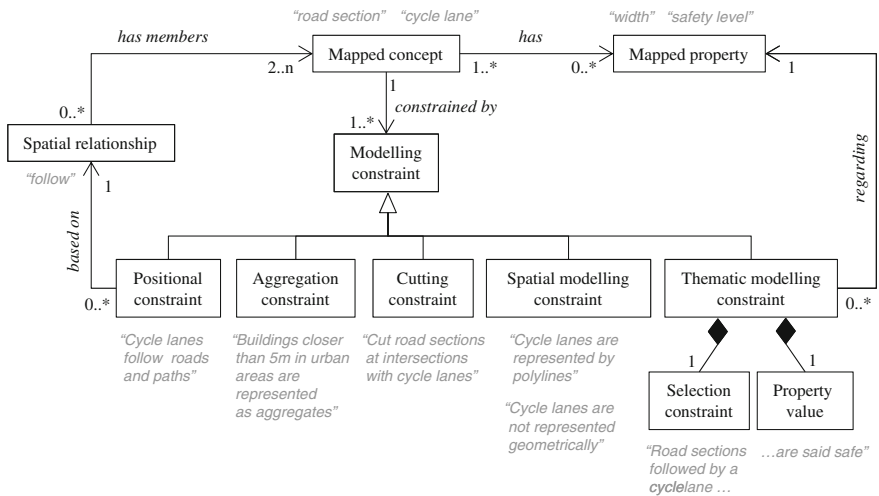 “road section” “cycle lane”
“width” “safety level”
has members
Mapped concept
has
Mapped property
2..n
1
1..*
0..*
1
constrained by
0..*
1..*
Spatial relationship
Modelling
constraint
“follow”
1
regarding
based on
Positional
constraint
Aggregation
constraint
Cutting
constraint
Spatial modelling
constraint
Thematic modelling
constraint
0..*
0..*
“Cycle lanes
follow roads
and paths”
“Buildings closer
than 5m in urban
areas are
represented
as aggregates”
“Cut road sections
at intersections
with cycle lanes”
“Cycle lanes are
represented by
polylines”
“Cycle lanes are
not represented
geometrically”
1
1
Selection
constraint
Property
value
“Road sections
followed by a
cyclelane ...
...are said safe”